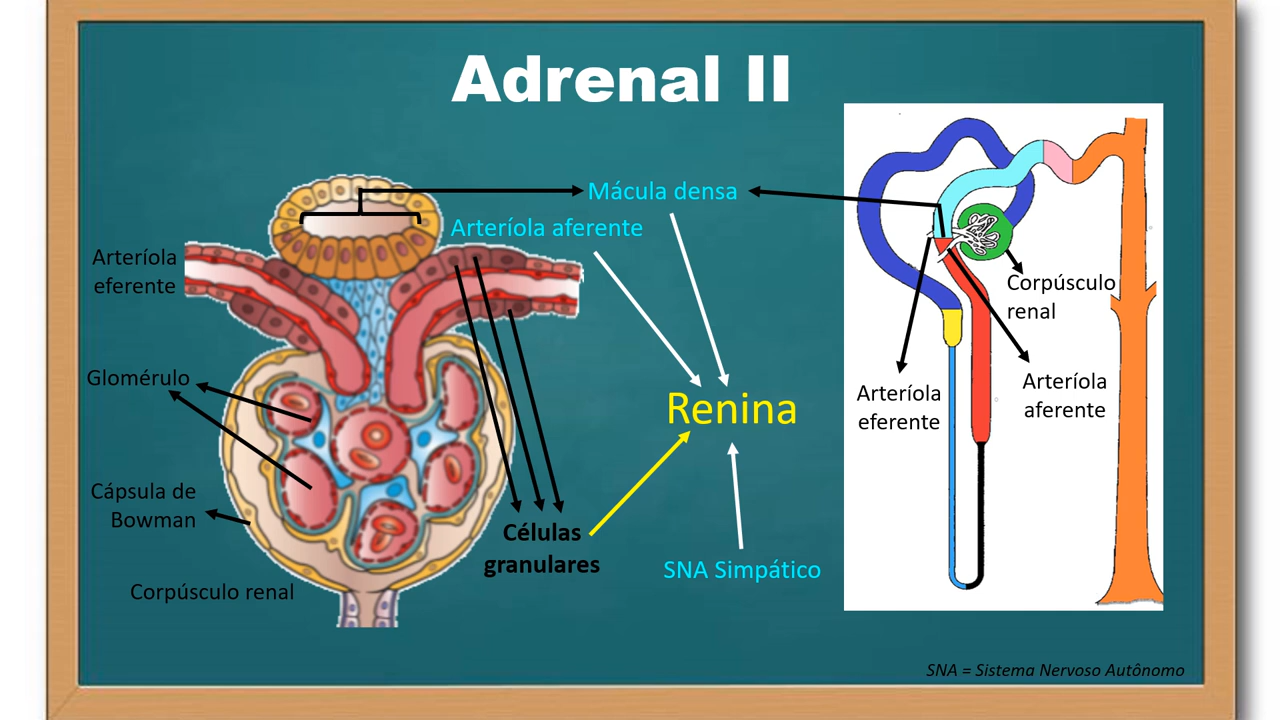 Adrenal II
Mácula densa
Arteríola aferente
Arteríola
eferente
Glomérulo
Cápsula de
Bowman
Corpúsculo renal
Células
granulares
Renina
SNA Simpático
Corpúsculo
renal
Arteríola
eferente
Arteríola
aferente
SNA = Sistema Nervoso Autônomo